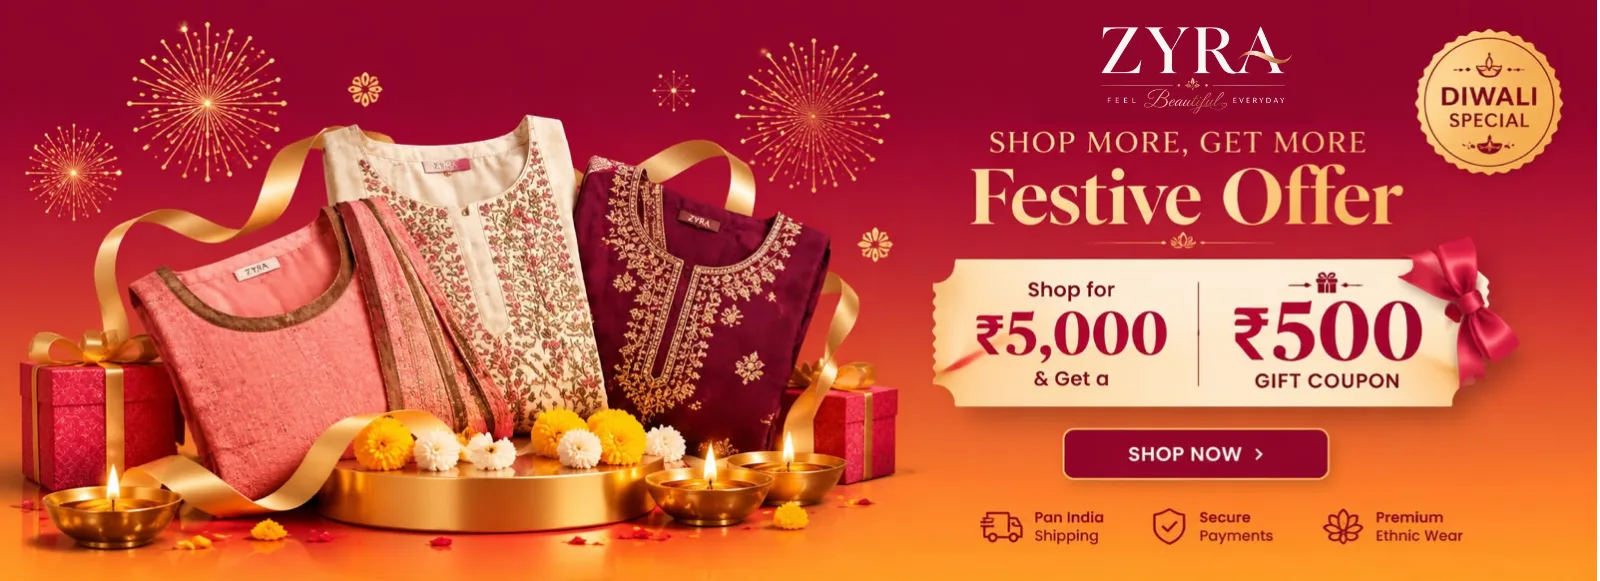 ZYRA
FEEL Beautiful EVERYDAY
DIWALI
SPECIAL
SHOP MORE, GET MORE
Festive Offer
Shop for
₹5,000
& Get a
₹500
GIFT COUPON
SHOP NOW >
Pan India
Shipping
Secure
Payments
Premium
Ethnic Wear
ZYRA
ZYRA